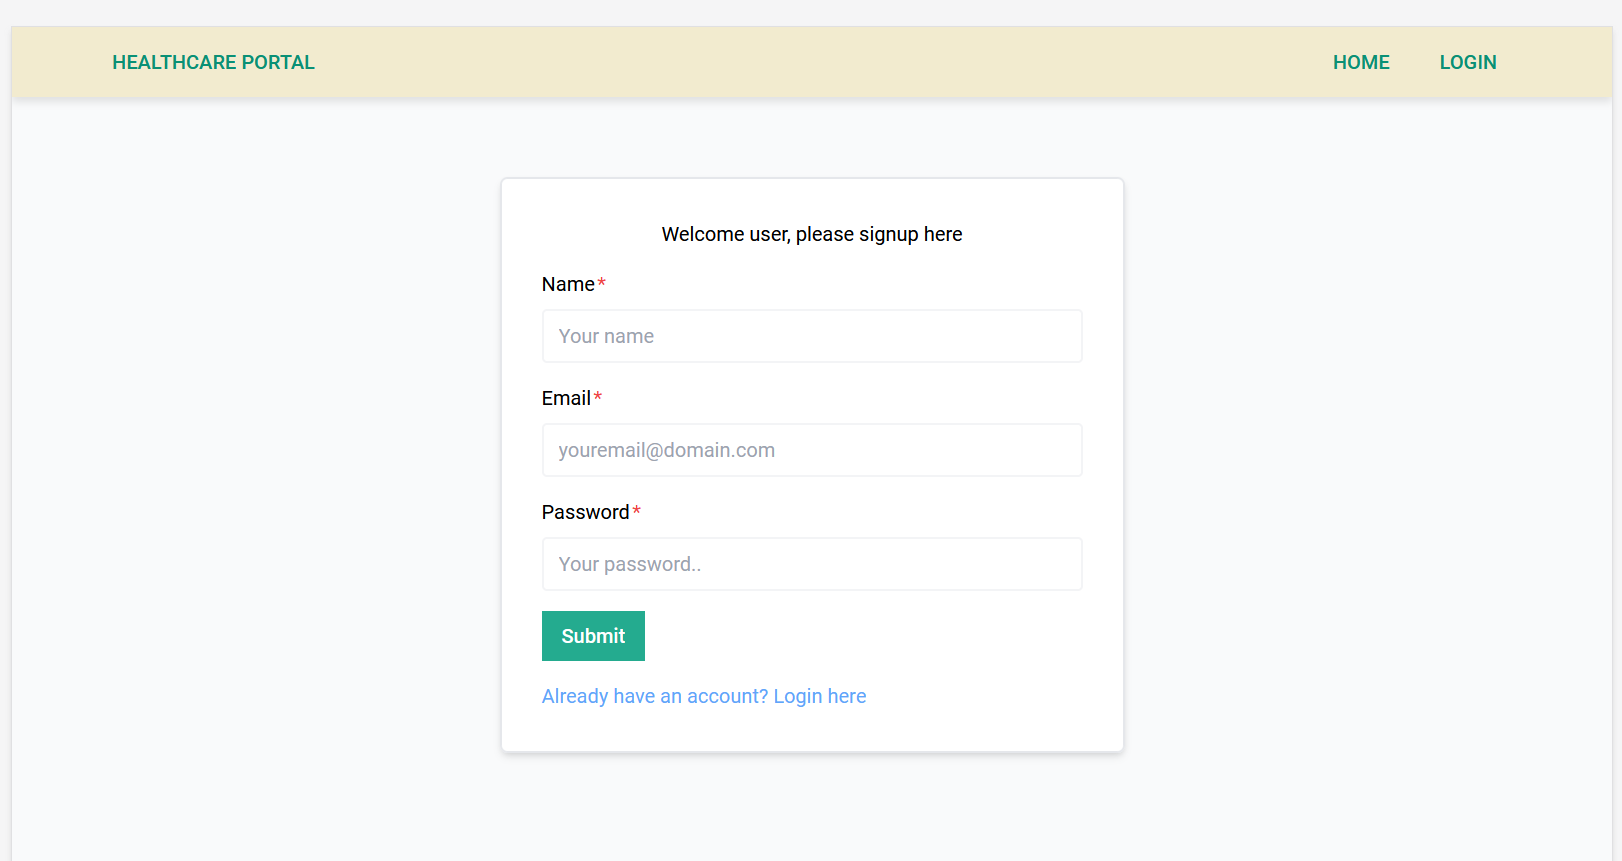 HEALTHCARE PORTAL HOME LOGIN
Welcome user, please signup here
Name*
Your name
Email*
youremail@domain.com
Password*
Your password..
Submit
Already have an account? Login here